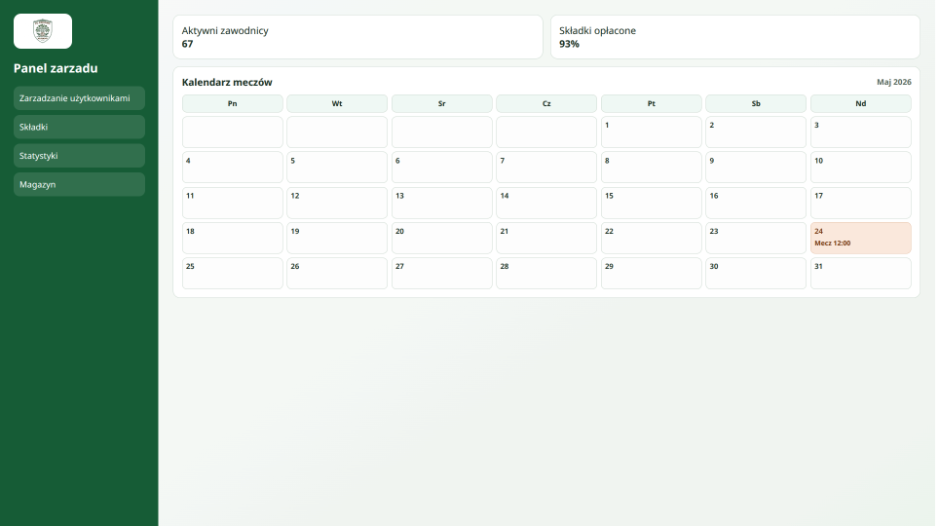 Panel zarzadu
Zarzadzanie użytkownikami
Składki
Statystyki
Magazyn
Aktywni zawodnicy
67
Składki opłacone
93%
Kalendarz meczów
Maj 2026
Pn Wt Sr Cz Pt Sb Nd
1 2 3
4 5 6 7 8 9 10
11 12 13 14 15 16 17
18 19 20 21 22 23 24
Mecz 12:00
25 26 27 28 29 30 31